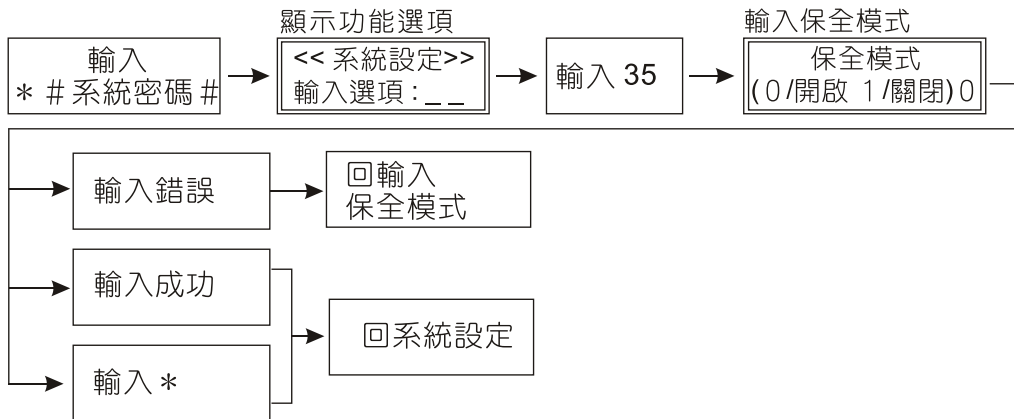 輸入
＊＃系統密碼＃
顯示功能選項
<< 系統設定>>
輸入選項:_ _
輸入 35
輸入保全模式
保全模式
(0/開啟 1/關閉)0
輸入錯誤
回輸入
保全模式
輸入成功
輸入＊
回系統設定